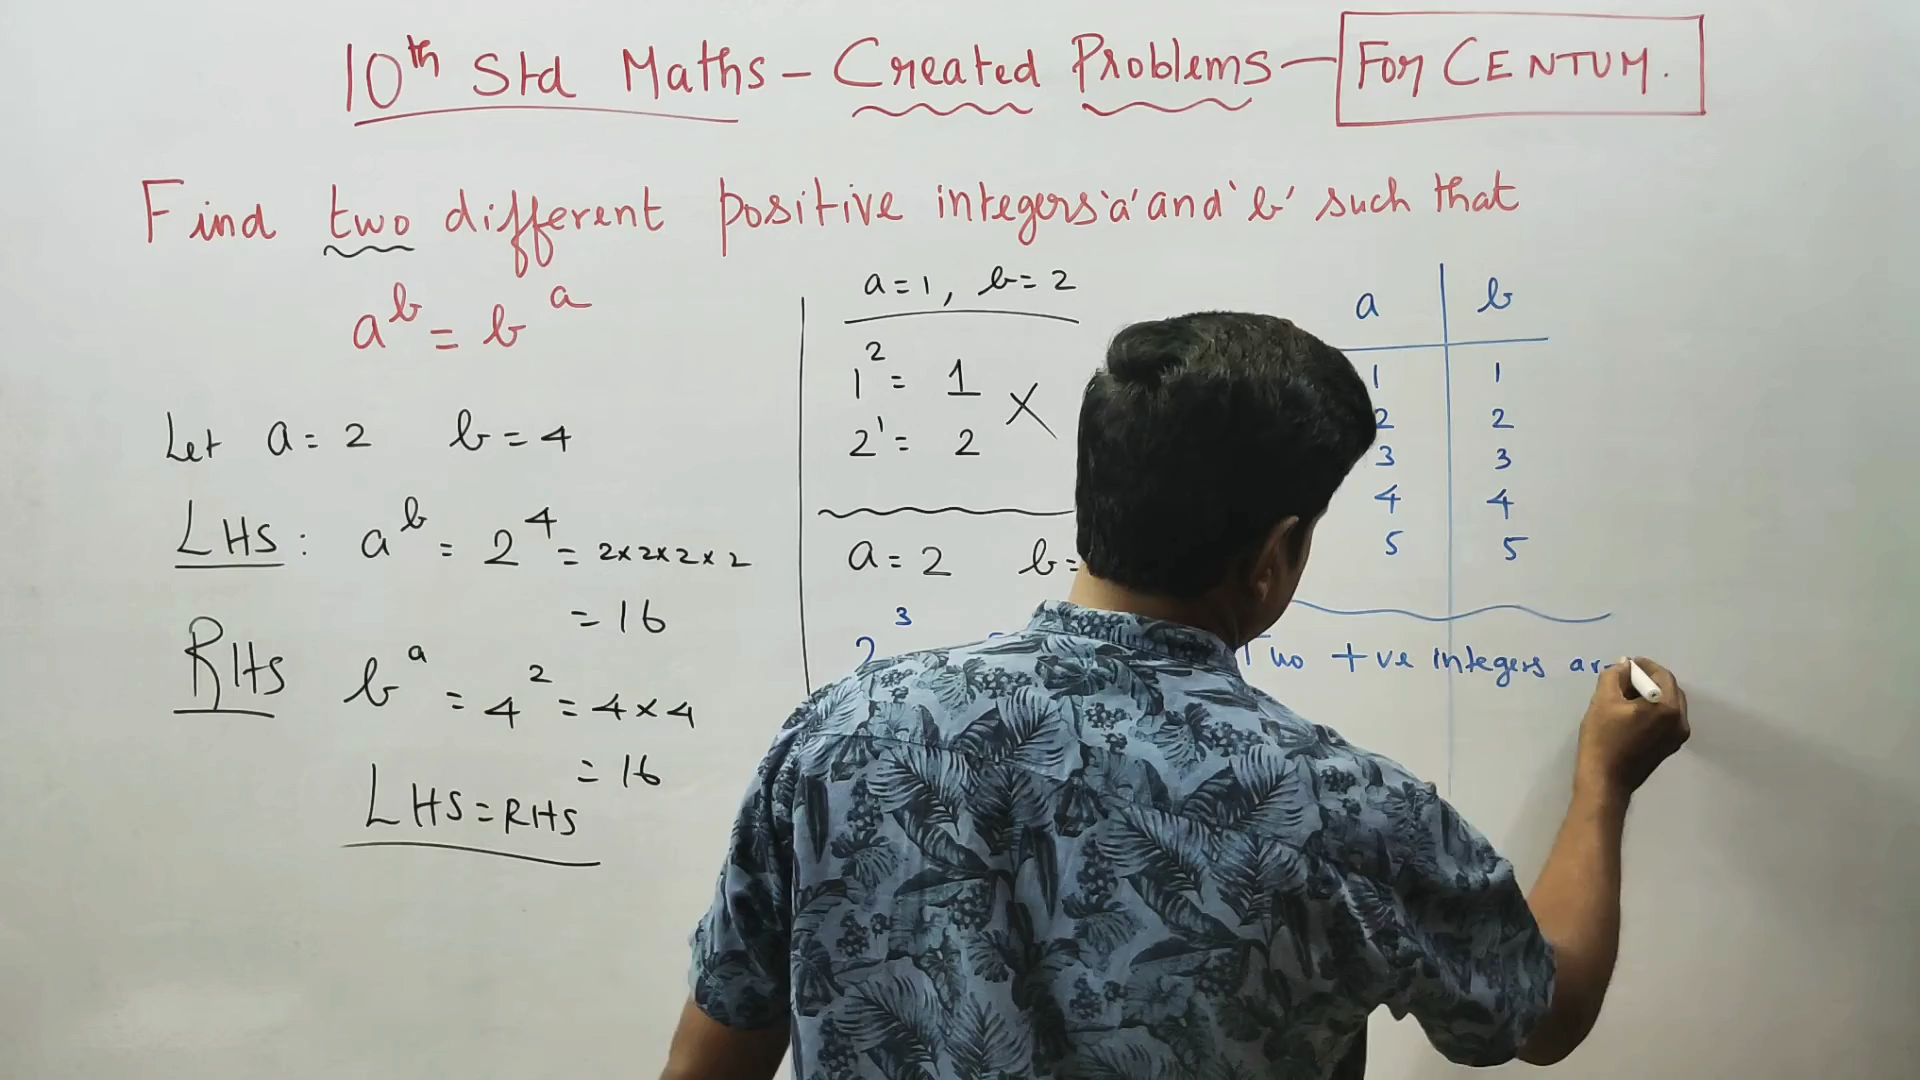 10th Std Maths - Created Problems - For CENTUM.
Find two different positive integers 'a' and 'b' such that
a^b = b^a
Let a = 2 b = 4
LHS : a^b = 2^4 = 2×2×2×2
= 16
RHS b^a = 4^2 = 4×4
= 16
LHS = RHS
a = 1, b = 2
1^2 = 1
2^1 = 2
×
a = 2 b =
2^3
a b
1 1
2 2
3 3
4 4
5 5
Two +ve integers